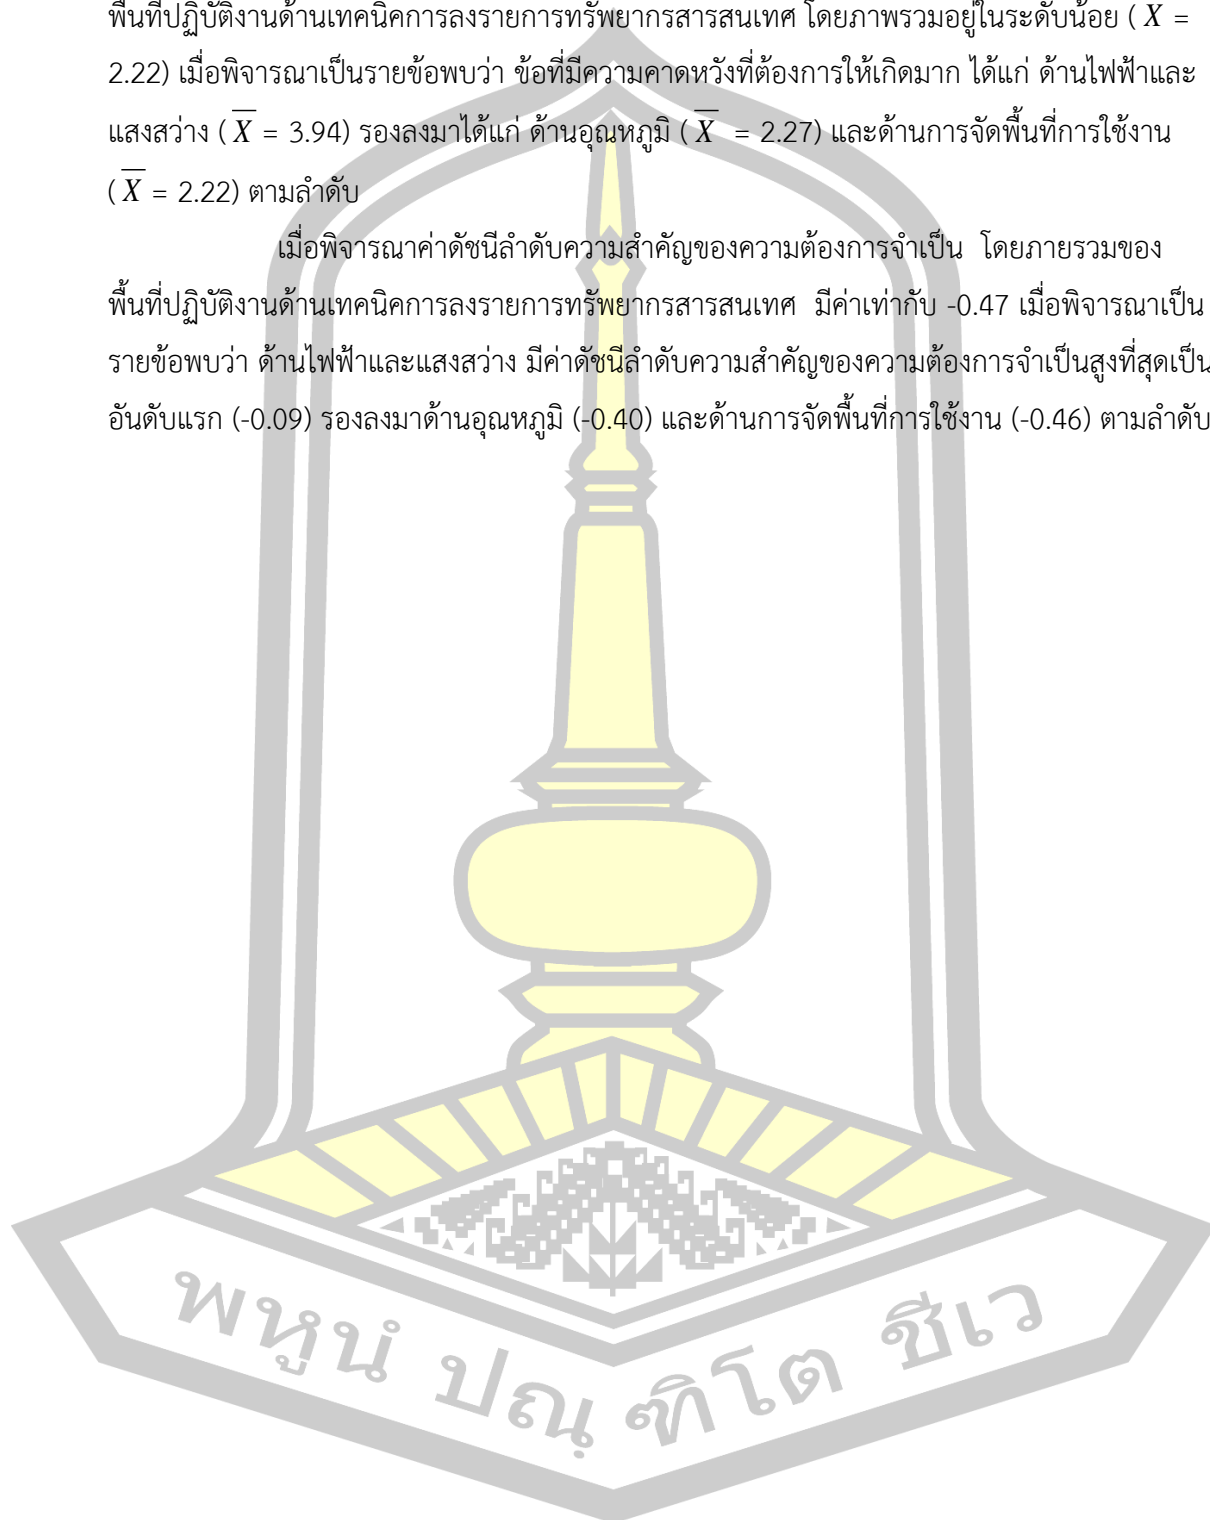 พื้นที่ปฏิบัติงานด้านเทคนิคการลงรายการทรัพยากรสารสนเทศ โดยภาพรวมอยู่ในระดับน้อย ( X =
2.22) เมื่อพิจารณาเป็นรายข้อพบว่า ข้อที่มีความคาดหวังที่ต้องการให้เกิดมาก ได้แก่ ด้านไฟฟ้าและ
แสงสว่าง ( X̅ = 3.94) รองลงมาได้แก่ ด้านอุณหภูมิ ( X̅ = 2.27) และด้านการจัดพื้นที่การใช้งาน
( X̅ = 2.22) ตามลำดับ
เมื่อพิจารณาค่าดัชนีลำดับความสำคัญของความต้องการจำเป็น โดยภายรวมของ
พื้นที่ปฏิบัติงานด้านเทคนิคการลงรายการทรัพยากรสารสนเทศ มีค่าเท่ากับ -0.47 เมื่อพิจารณาเป็น
รายข้อพบว่า ด้านไฟฟ้าและแสงสว่าง มีค่าดัชนีลำดับความสำคัญของความต้องการจำเป็นสูงที่สุดเป็น
อันดับแรก (-0.09) รองลงมาด้านอุณหภูมิ (-0.40) และด้านการจัดพื้นที่การใช้งาน (-0.46) ตามลำดับ
พหูนํ ปณฺฑิโต ชีเว